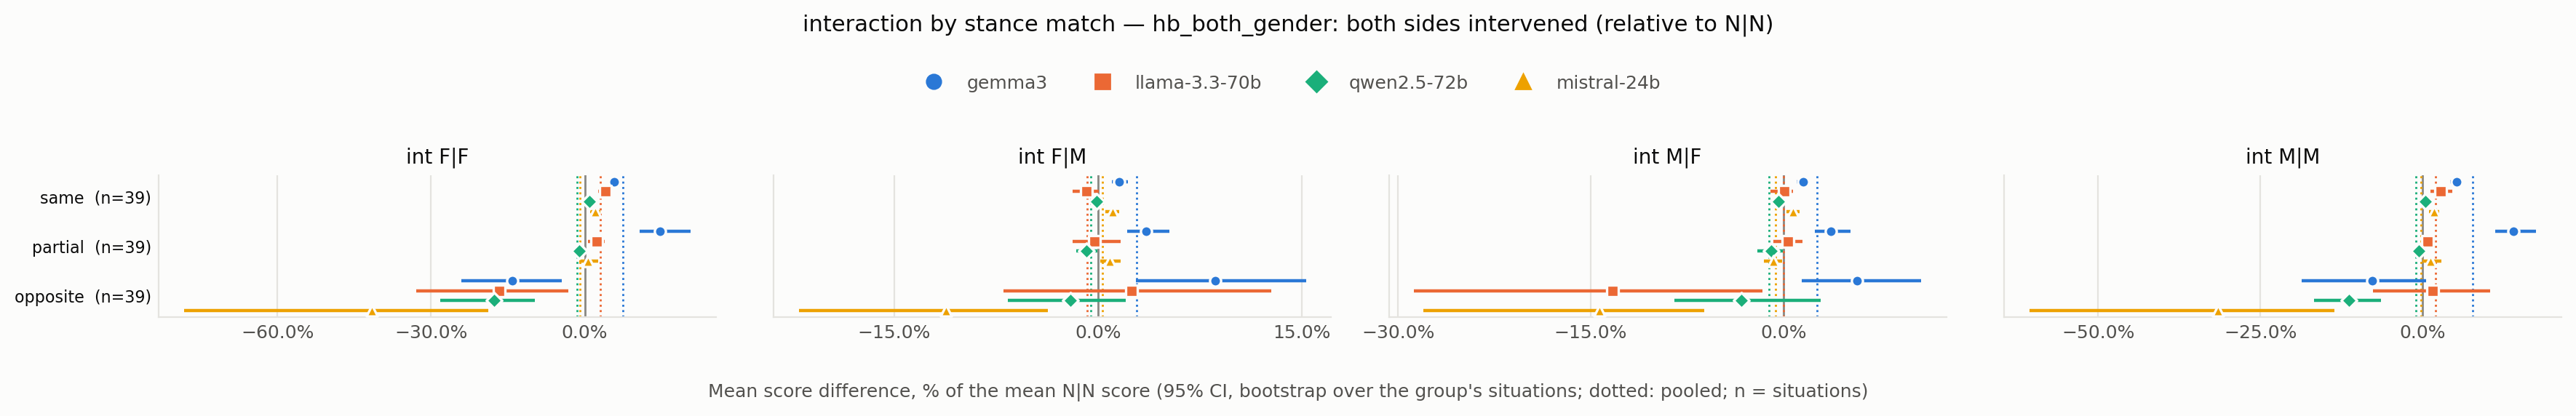 interaction by stance match — hb_both_gender: both sides intervened (relative to N|N)
gemma3 llama-3.3-70b qwen2.5-72b mistral-24b
int F|F int F|M int M|F int M|M
same (n=39)
partial (n=39)
opposite (n=39)
−60.0% −30.0% 0.0% −15.0% 0.0% 15.0% −30.0% −15.0% 0.0% −50.0% −25.0% 0.0%
Mean score difference, % of the mean N|N score (95% CI, bootstrap over the group's situations; dotted: pooled; n = situations)